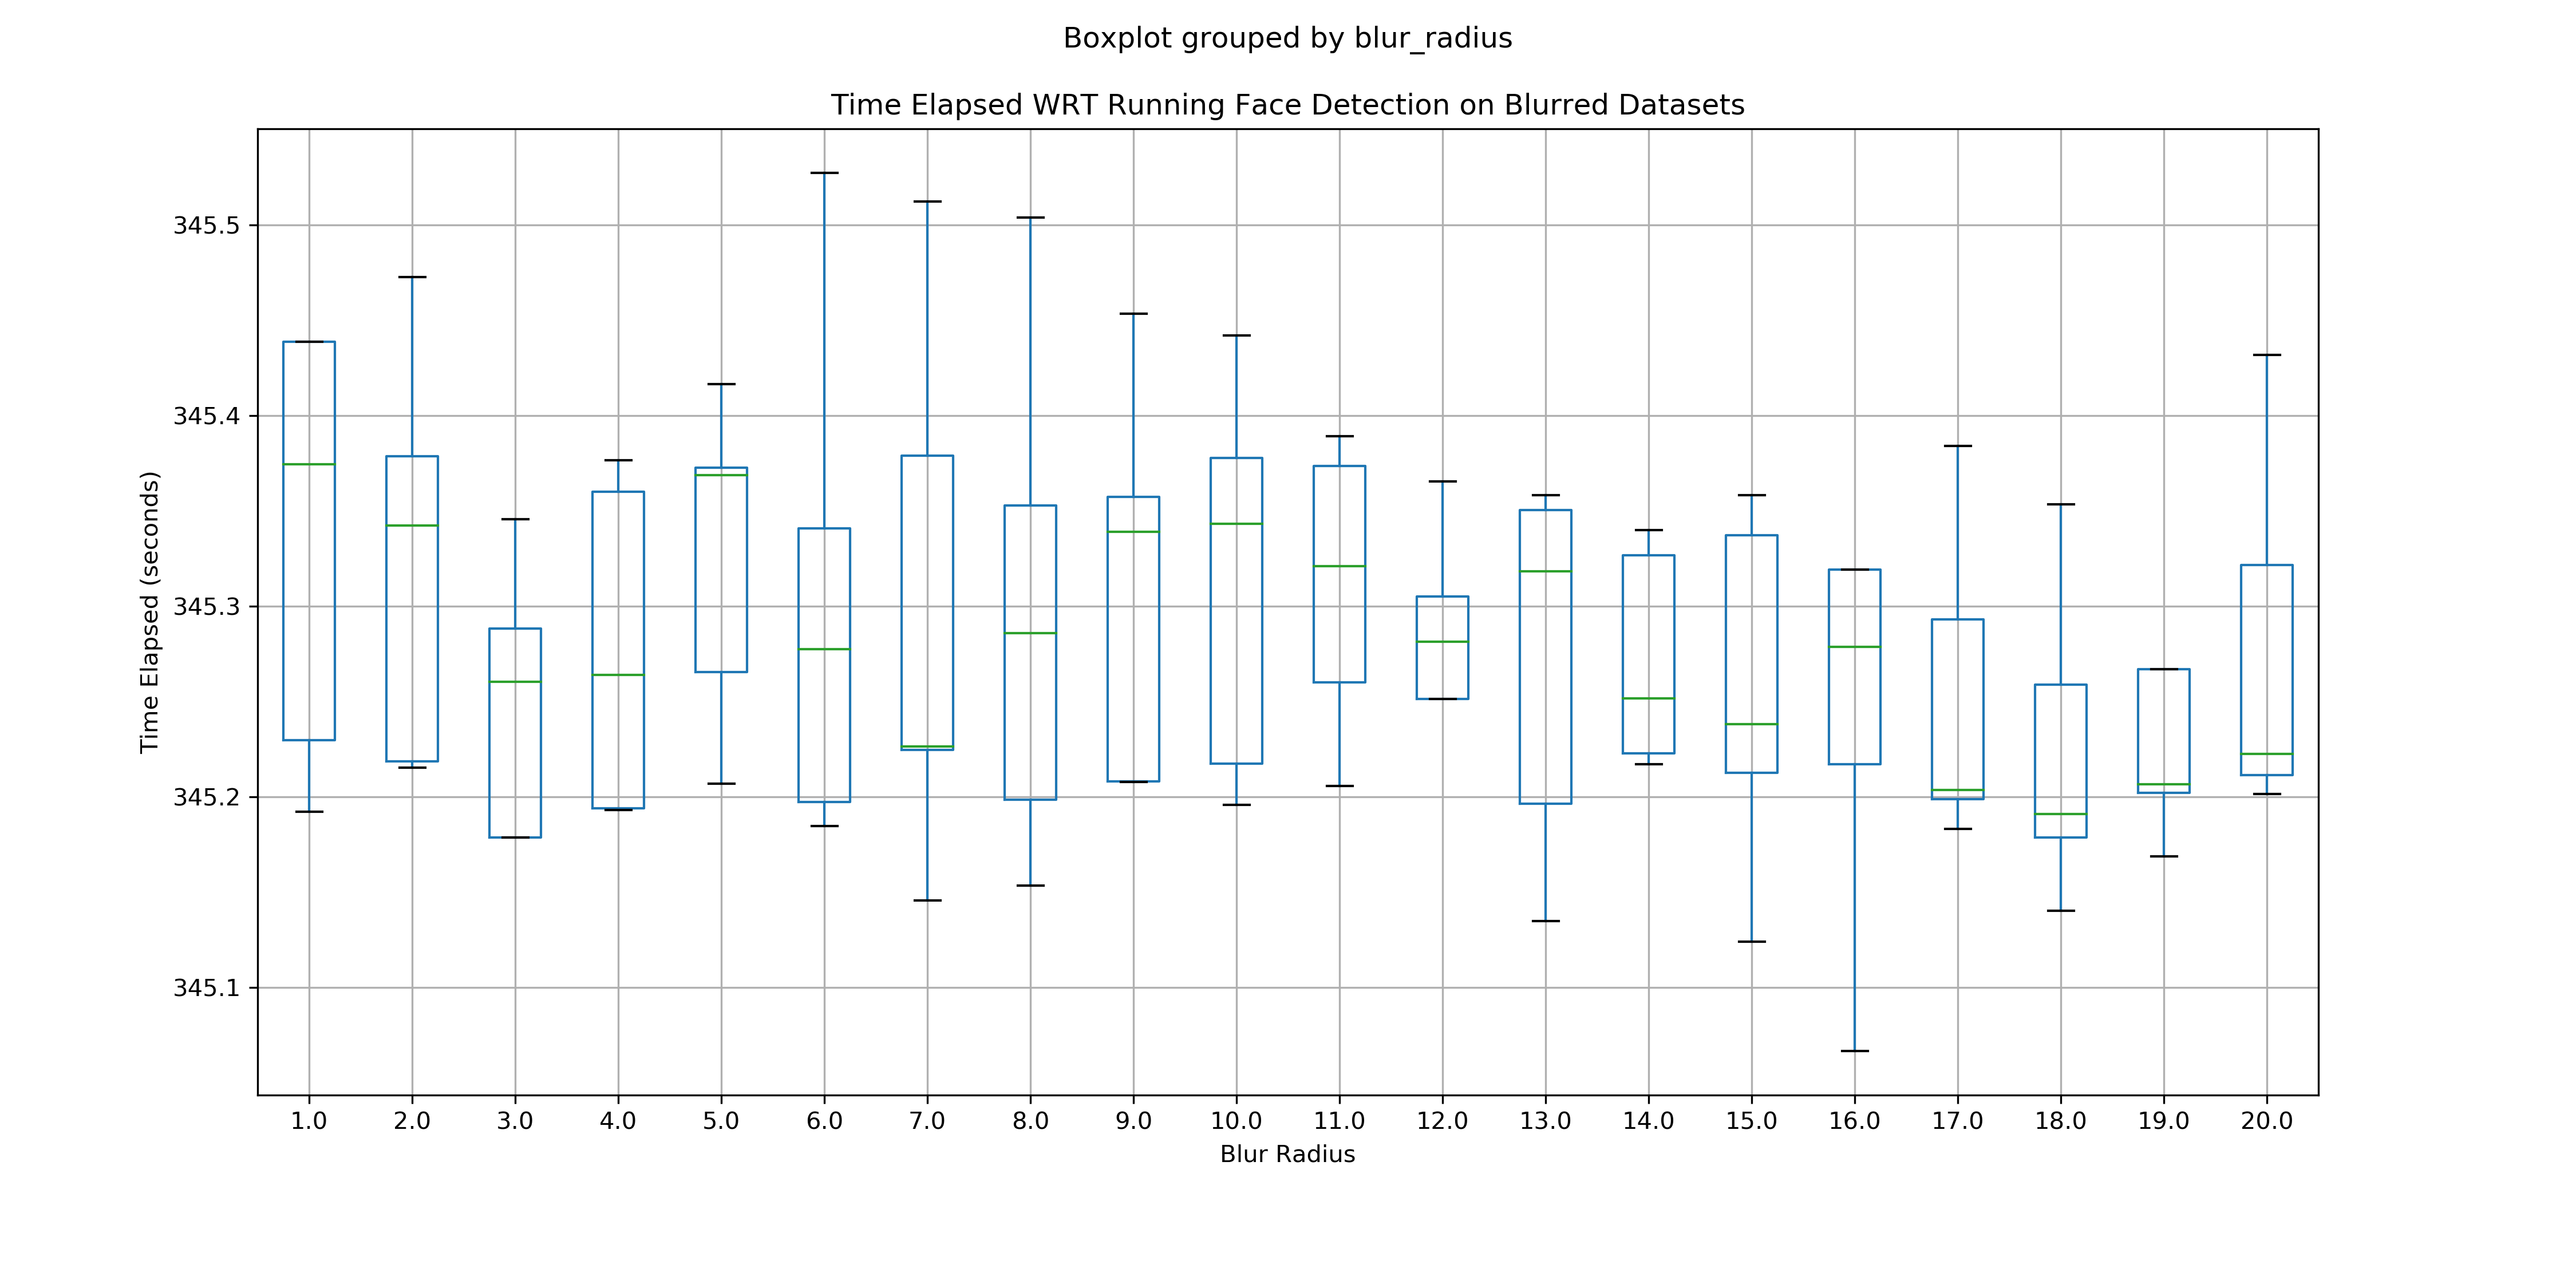 Boxplot grouped by blur_radius
Time Elapsed WRT Running Face Detection on Blurred Datasets
Time Elapsed (seconds)
345.5
345.4
345.3
345.2
345.1
1.0 2.0 3.0 4.0 5.0 6.0 7.0 8.0 9.0 10.0 11.0 12.0 13.0 14.0 15.0 16.0 17.0 18.0 19.0 20.0
Blur Radius